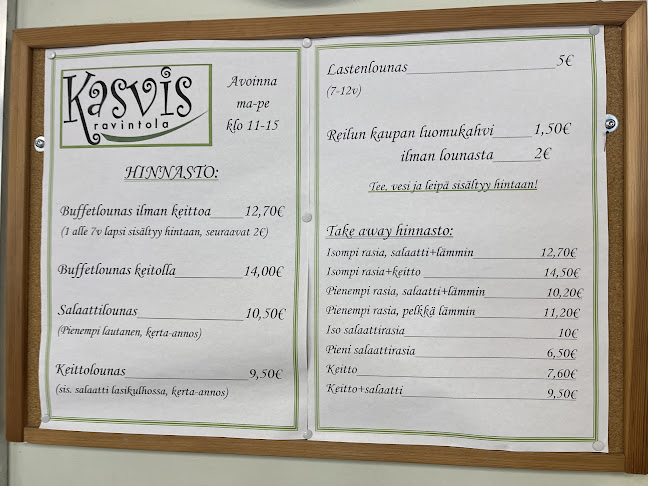 Kasvis
ravintola
Avoinna
ma-pe
klo 11-15
HINNASTO:
Buffetlounas ilman keittoa 12,70€
(1 alle 7v lapsi sisältyy hintaan, seuraavat 2€)
Buffetlounas keitolla 14,00€
Salaattilounas 10,50€
(Pienempi lautanen, kerta-annos)
Keittolounas 9,50€
(sis. salaatti lasikulhossa, kerta-annos)
Lastenlounas 5€
(7-12v)
Reilun kaupan luomukahvi 1,50€
ilman lounasta 2€
Tee, vesi ja leipä sisältyy hintaan!
Take away hinnasto:
Isompi rasia, salaatti+lämmin 12,70€
Isompi rasia+keitto 14,50€
Pienempi rasia, salaatti+lämmin 10,20€
Pienempi rasia, pelkkä lämmin 11,20€
Iso salaattirasia 10€
Pieni salaattirasia 6,50€
Keitto 7,60€
Keitto+salaatti 9,50€